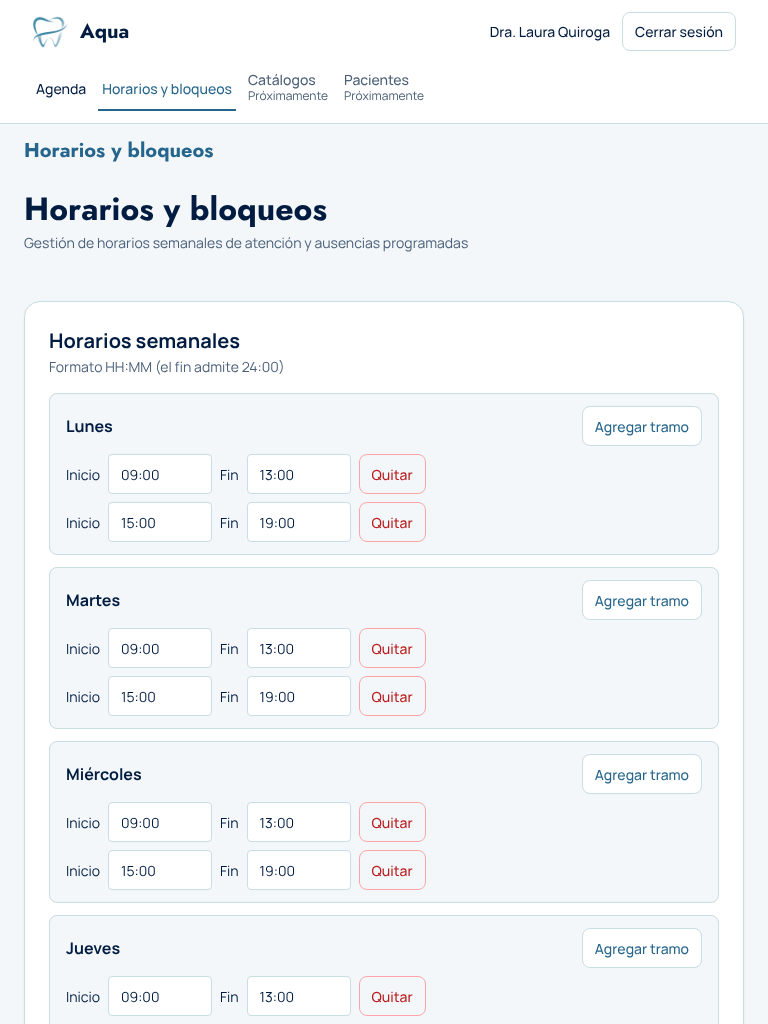 Aqua
Dra. Laura Quiroga
Cerrar sesión
Agenda
Horarios y bloqueos
Catálogos
Próximamente
Pacientes
Próximamente
Horarios y bloqueos
Horarios y bloqueos
Gestión de horarios semanales de atención y ausencias programadas
Horarios semanales
Formato HH:MM (el fin admite 24:00)
Lunes
Agregar tramo
Inicio 09:00 Fin 13:00 Quitar
Inicio 15:00 Fin 19:00 Quitar
Martes
Agregar tramo
Inicio 09:00 Fin 13:00 Quitar
Inicio 15:00 Fin 19:00 Quitar
Miércoles
Agregar tramo
Inicio 09:00 Fin 13:00 Quitar
Inicio 15:00 Fin 19:00 Quitar
Jueves
Agregar tramo
Inicio 09:00 Fin 13:00 Quitar